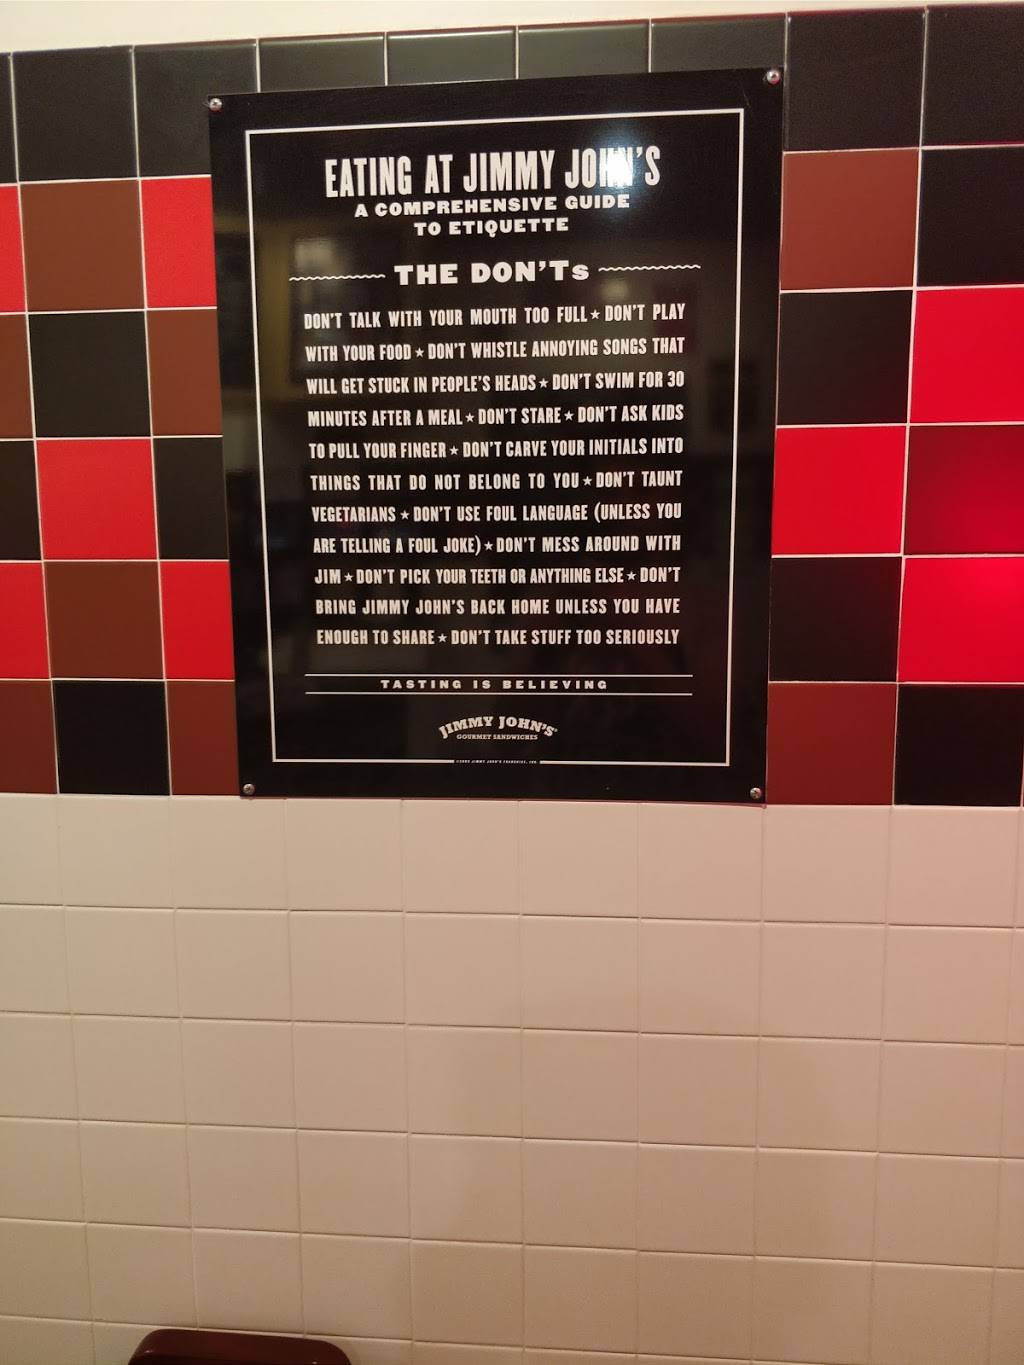 EATING AT JIMMY JOHN'S
A COMPREHENSIVE GUIDE
TO ETIQUETTE
THE DON'Ts
DON'T TALK WITH YOUR MOUTH TOO FULL ★ DON'T PLAY
WITH YOUR FOOD ★ DON'T WHISTLE ANNOYING SONGS THAT
WILL GET STUCK IN PEOPLE'S HEADS ★ DON'T SWIM FOR 30
MINUTES AFTER A MEAL ★ DON'T STARE ★ DON'T ASK KIDS
TO PULL YOUR FINGER ★ DON'T CARVE YOUR INITIALS INTO
THINGS THAT DO NOT BELONG TO YOU ★ DON'T TAUNT
VEGETARIANS ★ DON'T USE FOUL LANGUAGE (UNLESS YOU
ARE TELLING A FOUL JOKE) ★ DON'T MESS AROUND WITH
JIM ★ DON'T PICK YOUR TEETH OR ANYTHING ELSE ★ DON'T
BRING JIMMY JOHN'S BACK HOME UNLESS YOU HAVE
ENOUGH TO SHARE ★ DON'T TAKE STUFF TOO SERIOUSLY
TASTING IS BELIEVING
JIMMY JOHN'S
GOURMET SANDWICHES
JIMMY JOHN'S FRANCHISE, INC.